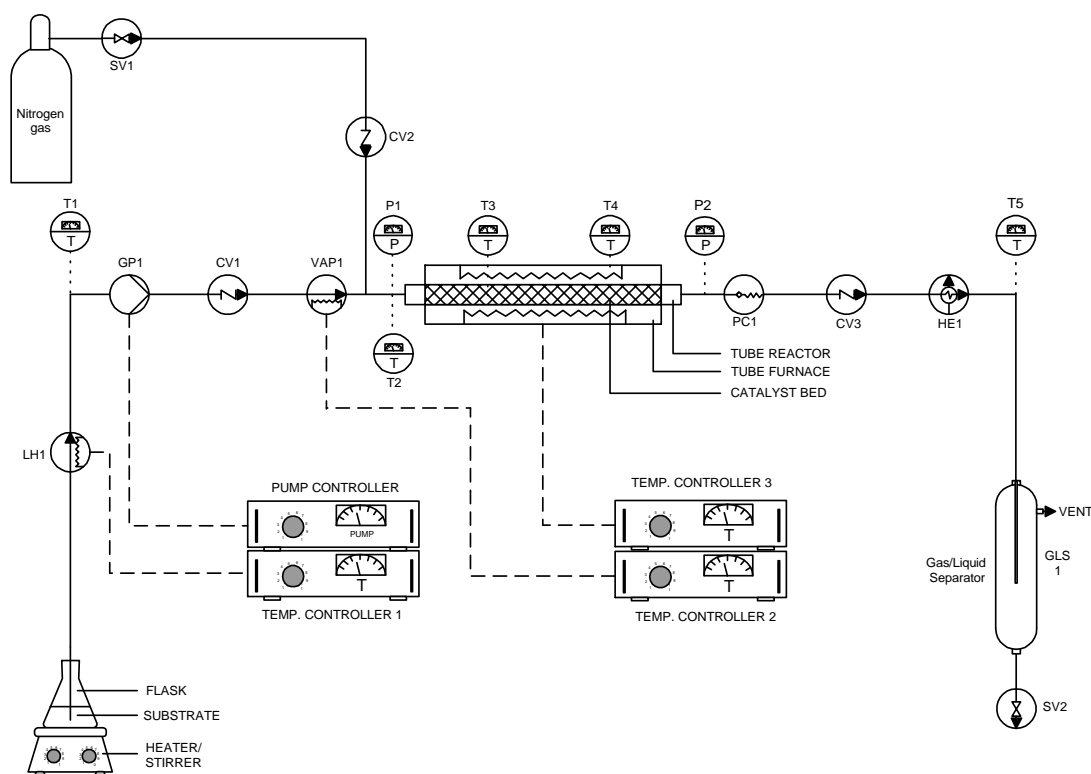 SV1
Nitrogen
gas
CV2
T1
T
P1
P
T3
T
T4
T
P2
P
T5
T
GP1
CV1
VAP1
PC1
CV3
HE1
T
T2
TUBE REACTOR
TUBE FURNACE
CATALYST BED
LH1
PUMP CONTROLLER
PUMP
T
TEMP. CONTROLLER 1
TEMP. CONTROLLER 3
T
T
TEMP. CONTROLLER 2
VENT
Gas/Liquid
Separator
GLS
1
SV2
FLASK
SUBSTRATE
HEATER/
STIRRER